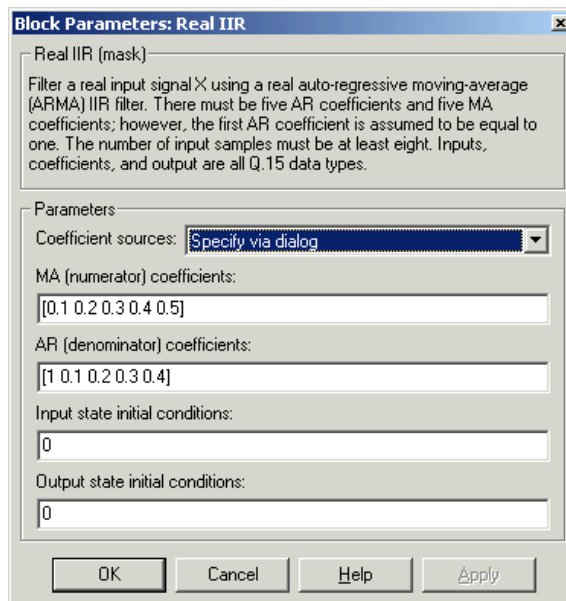 Block Parameters: Real IIR
Real IIR (mask)
Filter a real input signal X using a real auto-regressive moving-average
(ARMA) IIR filter. There must be five AR coefficients and five MA
coefficients; however, the first AR coefficient is assumed to be equal to
one. The number of input samples must be at least eight. Inputs,
coefficients, and output are all Q.15 data types.
Parameters
Coefficient sources: Specify via dialog
MA (numerator) coefficients:
[0.1 0.2 0.3 0.4 0.5]
AR (denominator) coefficients:
[1 0.1 0.2 0.3 0.4]
Input state initial conditions:
0
Output state initial conditions:
0
OK Cancel Help Apply